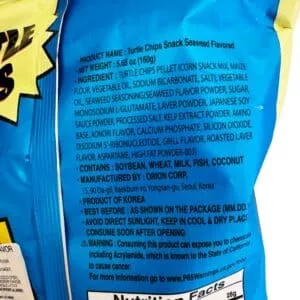 TLE
S
PRODUCT NAME : Turtle Chips Snack Seaweed Flavored
WEIGHT : 5.65 oz (160g)
INGREDIENT : TURTLE CHIPS PELLET (CORN SNACK MIX, MAIZE
FLOUR, VEGETABLE OIL, SODIUM BICARBONATE, SALT), VEGETABLE
OIL, SEAWEED SEASONING(SEAWEED FLAVOR POWDER, SUGAR,
MONOSODIUM L-GLUTAMATE, LAVER POWDER, JAPANESE SOY
SAUCE POWDER, PROCESSED SALT, KELP EXTRACT POWDER, AMINO
BASE, AONORI FLAVOR, CALCIUM PHOSPHATE, SILICON DIOXIDE,
DISODIUM 5'-RIBONUCLEOTIDE, GRILL FLAVOR, ROASTED LAVER
FLAVOR, ASPARTAME, HIGH FAT POWDER-003)
• CONTAINS : SOYBEAN, WHEAT, MILK, FISH, COCONUT
• MANUFACTURED BY : ORION CORP.
13, 90 Da-gil, Baekbum-ro, Yongsan-gu, Seoul, Korea
• PRODUCT OF KOREA
• BEST BEFORE : AS SHOWN ON THE PACKAGE (MM.DD.
• AVOID DIRECT SUNLIGHT, KEEP IN COOL & DRY PLACE
CONSUME SOON AFTER OPENING
WARNING : Consuming this product can expose you to chemicals
including Acrylamide, which is known to the State of California
to cause cancer.
For more information go to www.P65Warnings.ca.gov/food
Nutrition Facts
28g